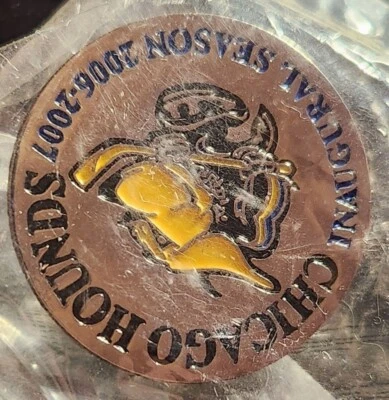 INAUGURAL SEASON 2006-2007
CHICAGO HOUNDS